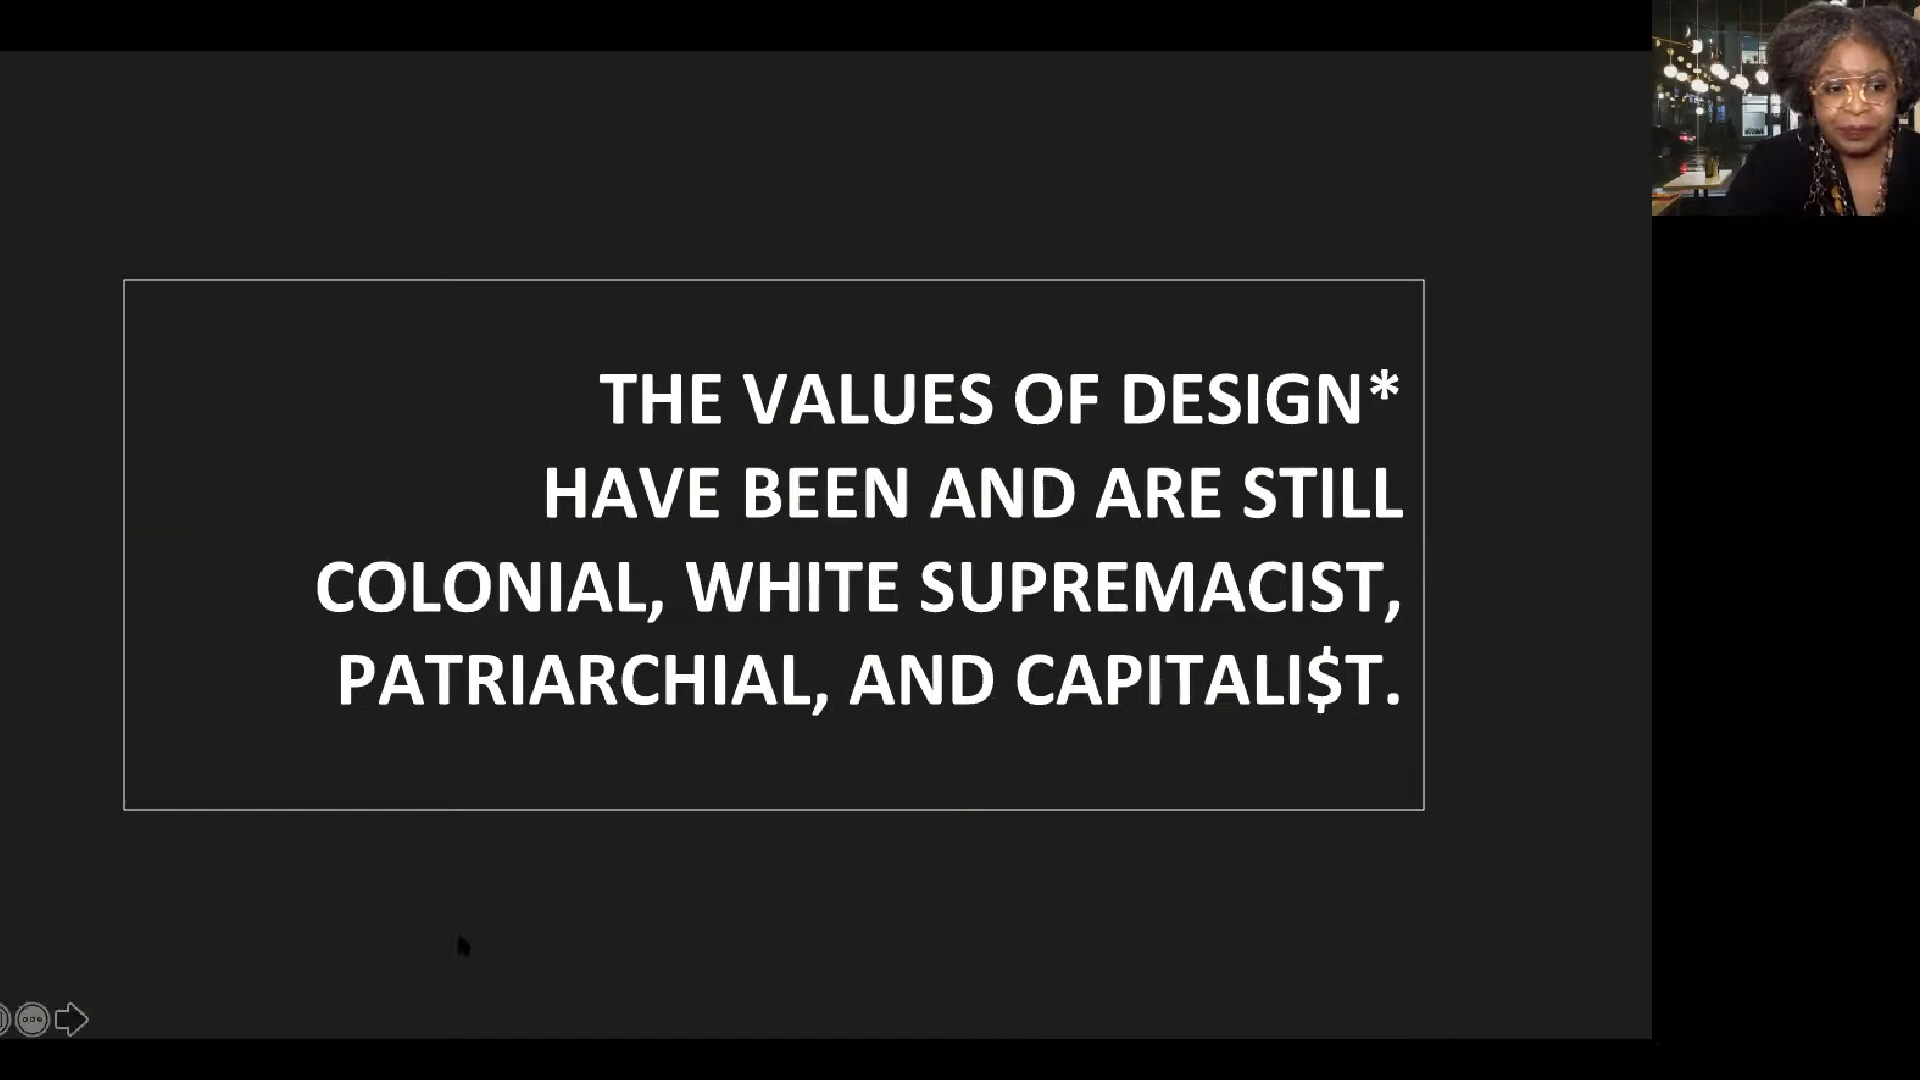 THE VALUES OF DESIGN*
HAVE BEEN AND ARE STILL
COLONIAL, WHITE SUPREMACIST,
PATRIARCHIAL, AND CAPITALI$T.